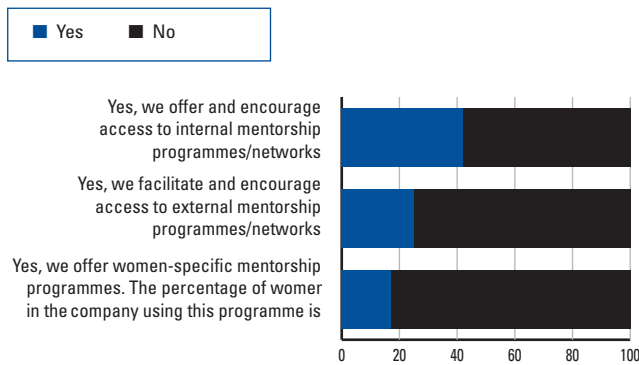 Yes No
Yes, we offer and encourage
access to internal mentorship
programmes/networks
Yes, we facilitate and encourage
access to external mentorship
programmes/networks
Yes, we offer women-specific mentorship
programmes. The percentage of women
in the company using this programme is
0 20 40 60 80 100